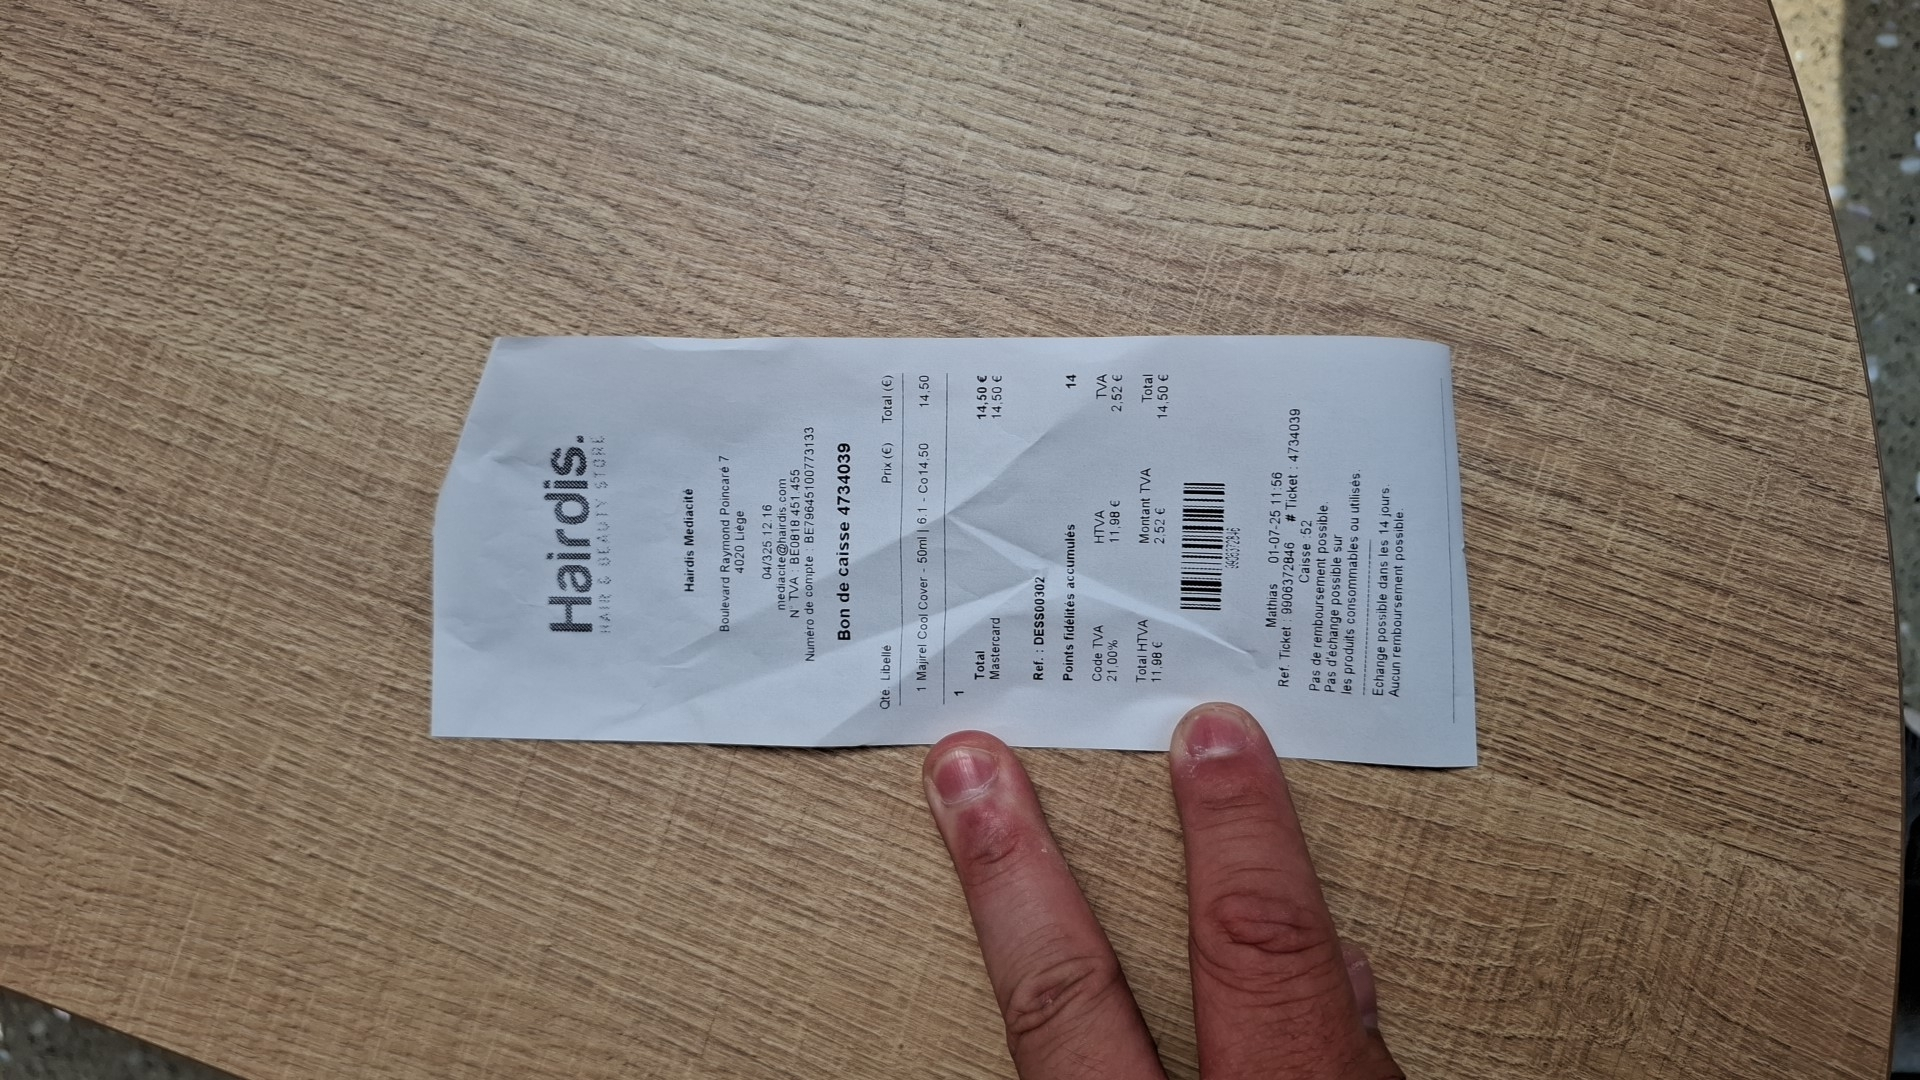 Hairdis.
HAIR & BEAUTY STORE
Hairdis Mediacité
Boulevard Raymond Poincaré 7
4020 Liège
04/325.12.16
mediacite@hairdis.com
N° TVA : BE0818 451 455
Numéro de compte : BE79645100773133
Bon de caisse 4734039
Qté. Libellé Prix (€) Total (€)
1 Majirel Cool Cover - 50ml | 6.1 - Co14,50 14,50
1
Total 14,50 €
Mastercard 14,50 €
Ref. : DESS00302
Points fidélités accumulés 14
Code TVA HTVA TVA
21,00% 11,98 € 2,52 €
Total HTVA Montant TVA Total
11,98 € 2,52 € 14,50 €
9906372846
Mathias 01-07-25 11:56
Ref. Ticket : 9906372846 # Ticket : 4734039
Caisse : 52
Pas de remboursement possible.
Pas d'échange possible sur
les produits consommables ou utilisés.
Echange possible dans les 14 jours.
Aucun remboursement possible.